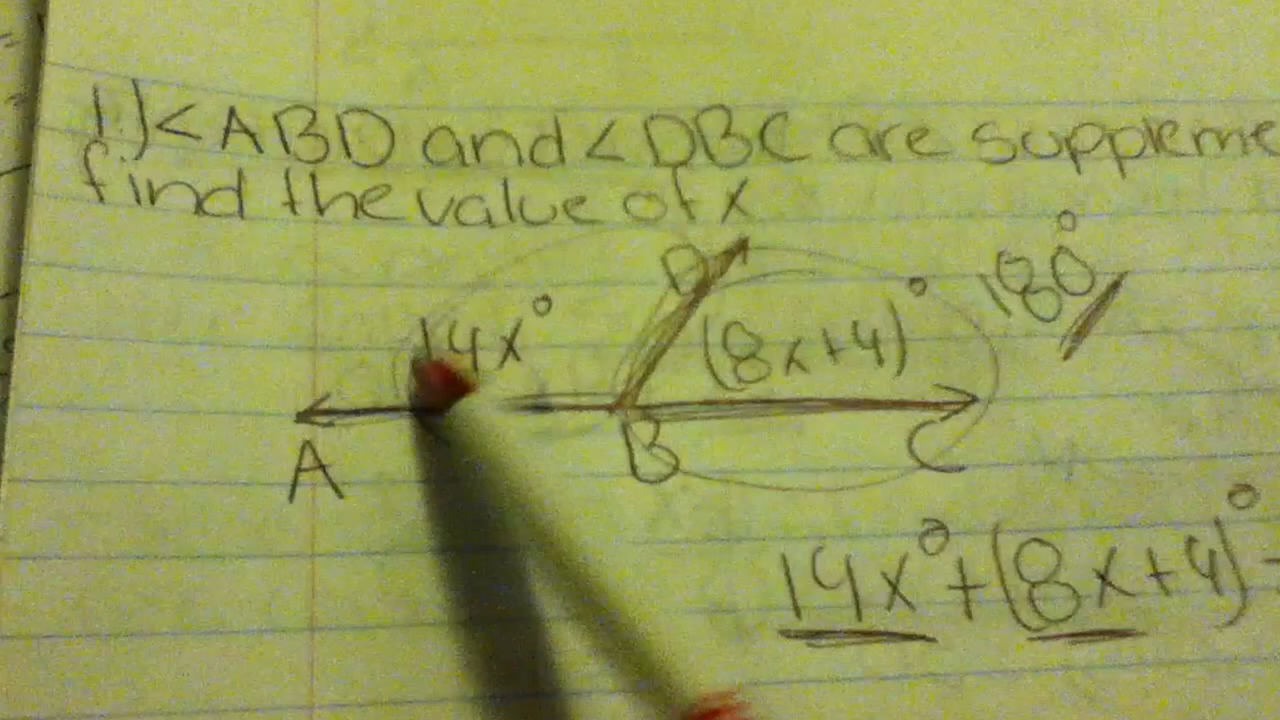 1.) <ABD and <DBC are suppleme
find the value of x
D
14x°
(8x+4)°
180°
A
B
C
14x°+(8x+4)°